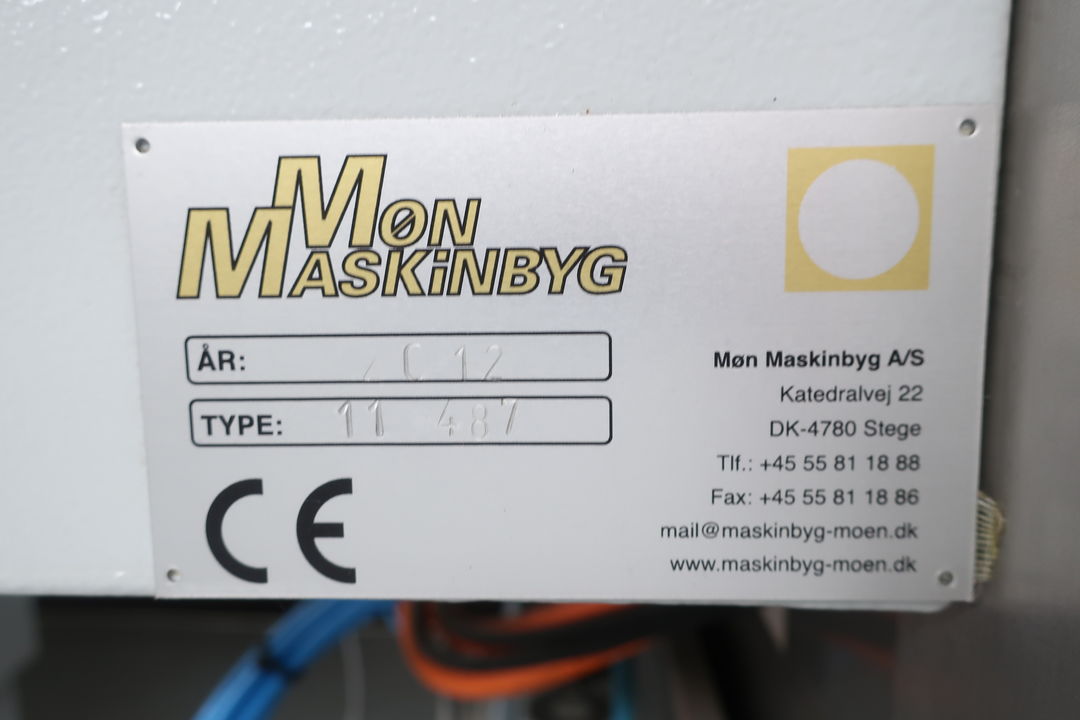 MØN
MASKiNBYG
ÅR: 2012
TYPE: 11 487
CE
Møn Maskinbyg A/S
Katedralvej 22
DK-4780 Stege
Tlf.: +45 55 81 18 88
Fax: +45 55 81 18 86
mail@maskinbyg-moen.dk
www.maskinbyg-moen.dk